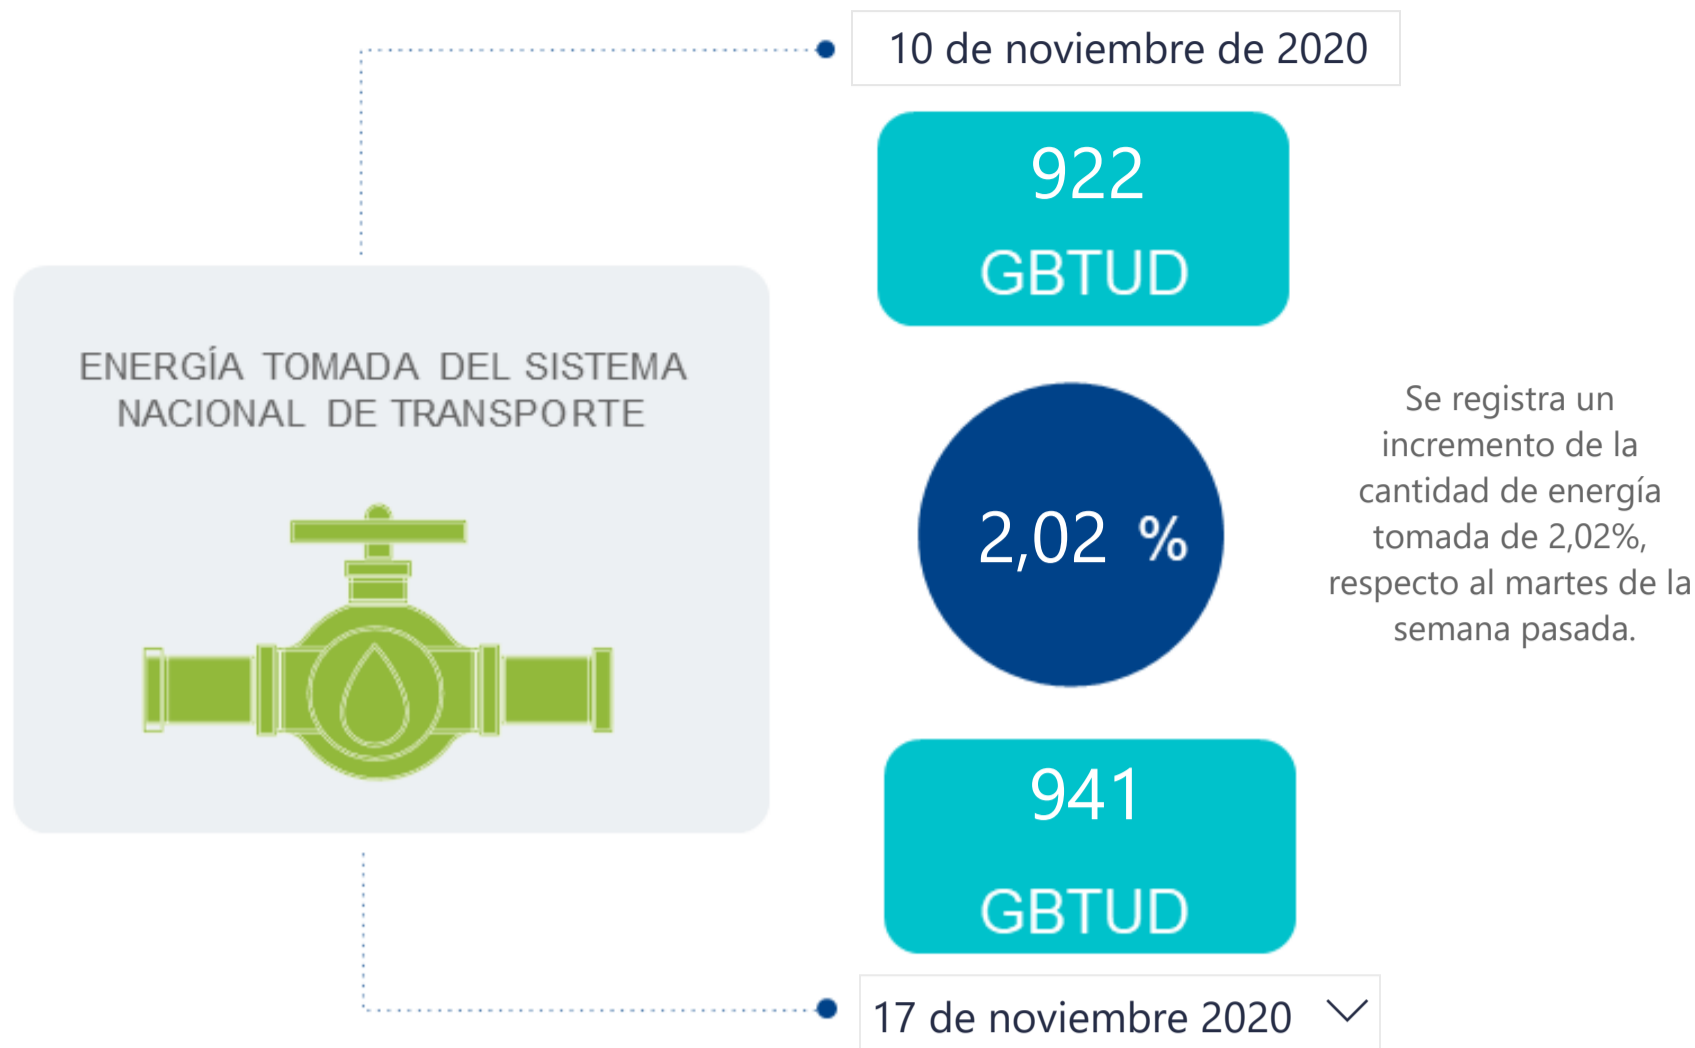 10 de noviembre de 2020
922
GBTUD
ENERGÍA TOMADA DEL SISTEMA
NACIONAL DE TRANSPORTE
2,02 %
Se registra un
incremento de la
cantidad de energía
tomada de 2,02%,
respecto al martes de la
semana pasada.
941
GBTUD
17 de noviembre 2020